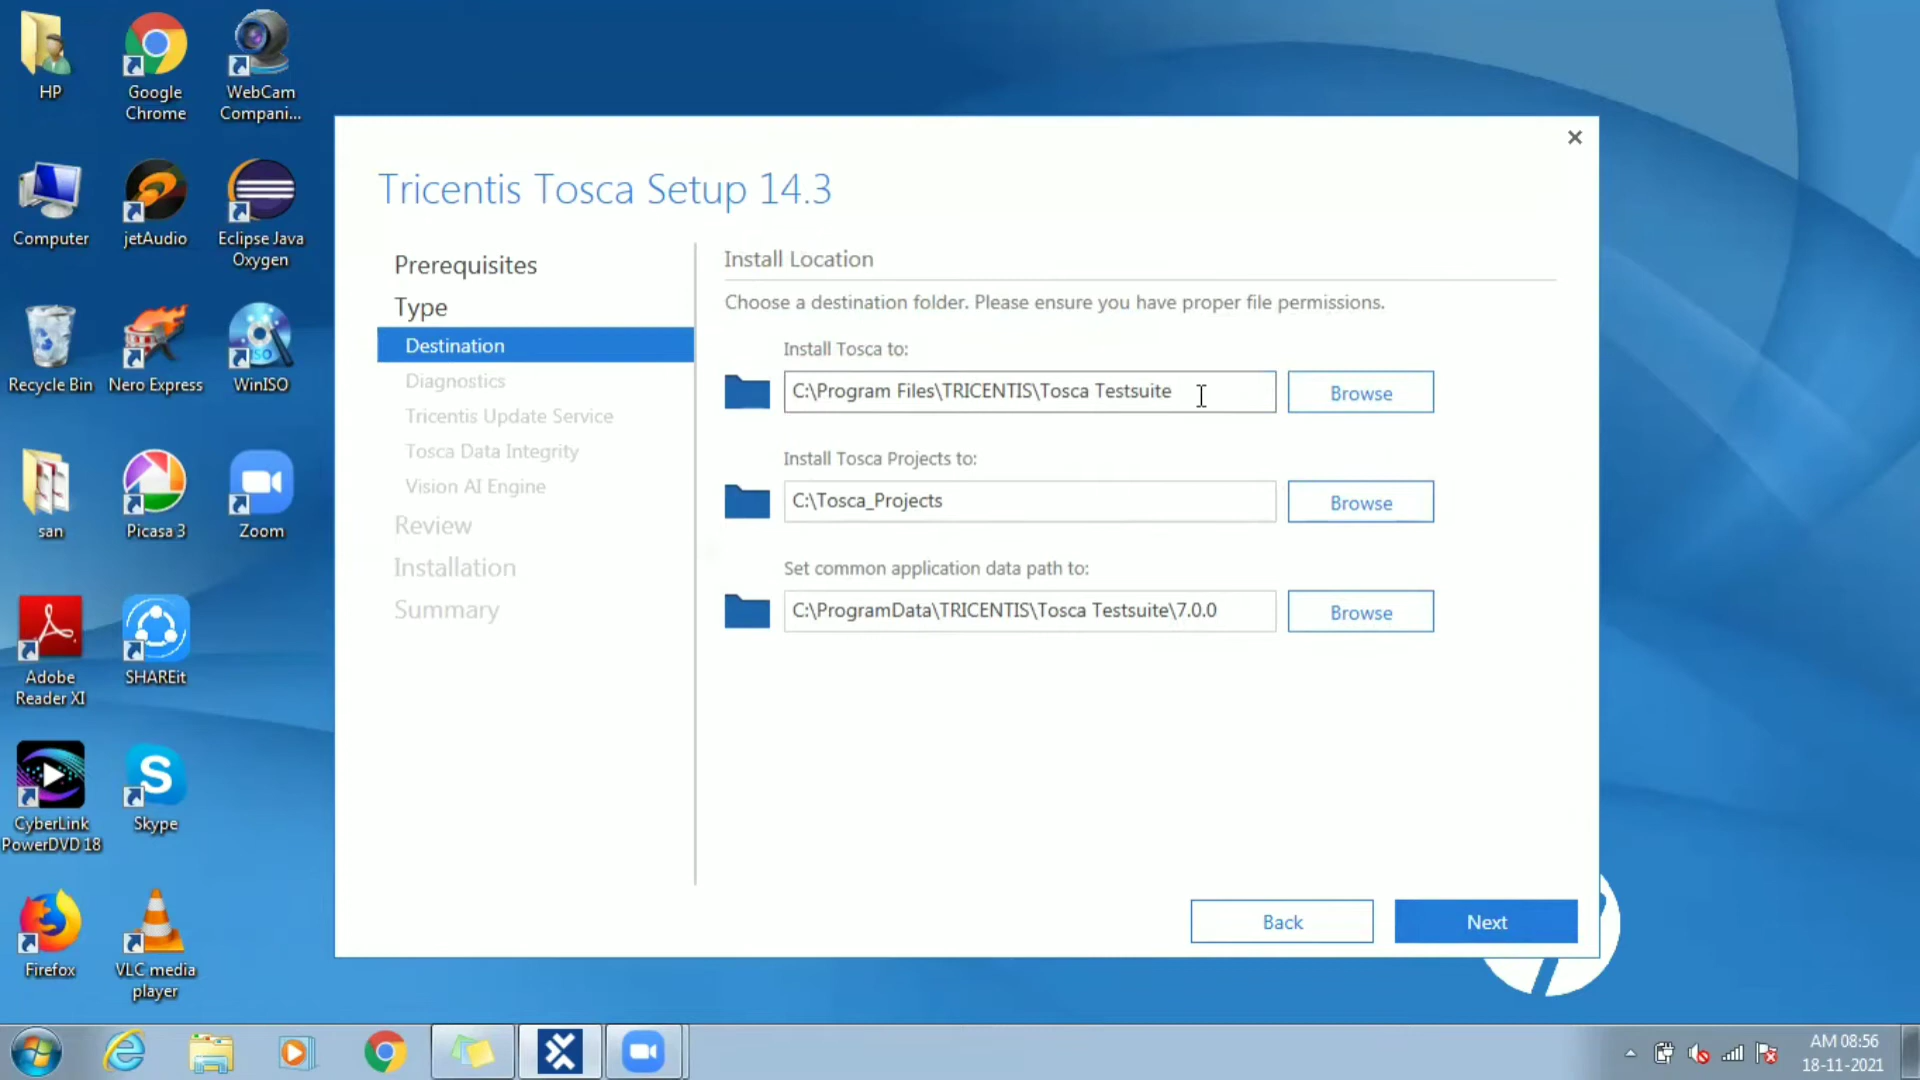 HP
Google
Chrome
WebCam
Compani...
Computer
jetAudio
Eclipse Java
Oxygen
Recycle Bin
Nero Express
WinISO
san
Picasa 3
Zoom
Adobe
Reader XI
SHAREit
CyberLink
PowerDVD 18
Skype
Firefox
VLC media
player
Tricentis Tosca Setup 14.3
Prerequisites
Type
Destination
Diagnostics
Tricentis Update Service
Tosca Data Integrity
Vision AI Engine
Review
Installation
Summary
Install Location
Choose a destination folder. Please ensure you have proper file permissions.
Install Tosca to:
C:\Program Files\TRICENTIS\Tosca Testsuite
Browse
Install Tosca Projects to:
C:\Tosca_Projects
Browse
Set common application data path to:
C:\ProgramData\TRICENTIS\Tosca Testsuite\7.0.0
Browse
Back
Next
AM 08:56
18-11-2021